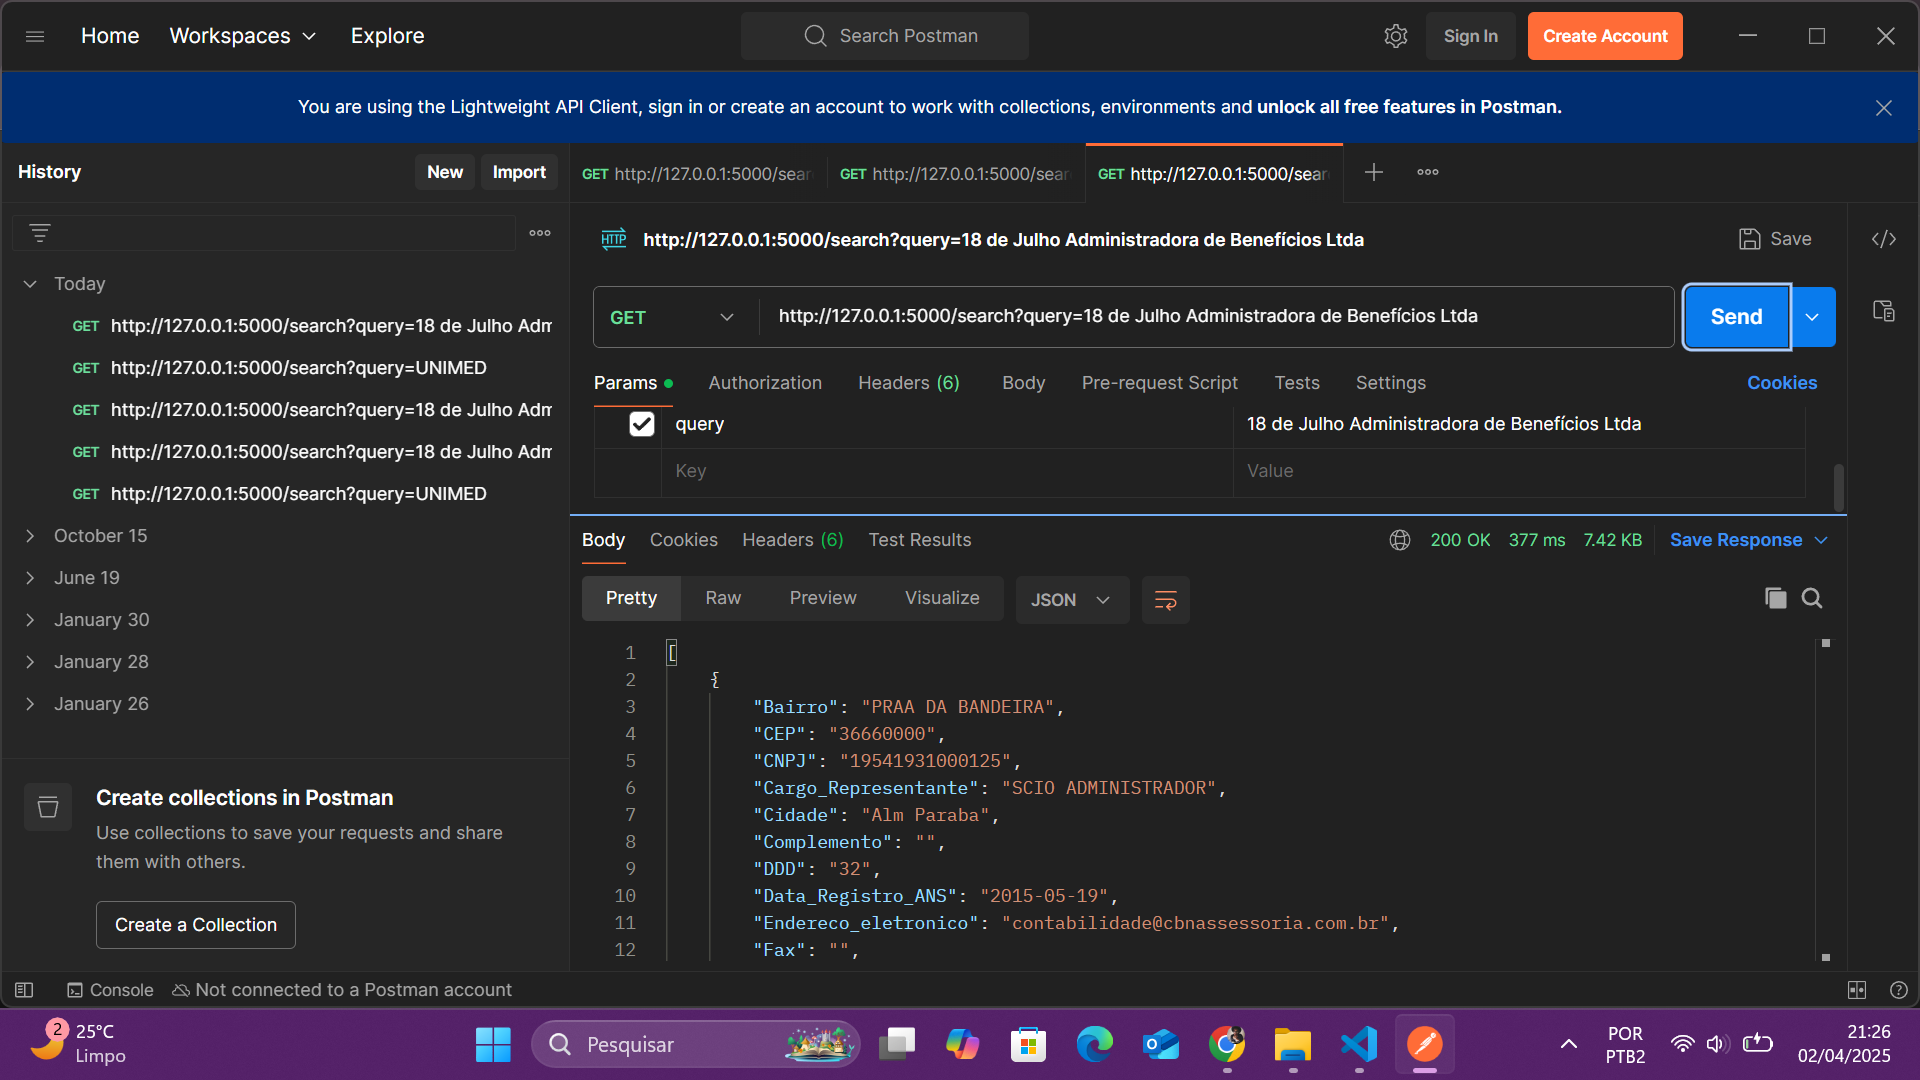 Home Workspaces Explore Search Postman Sign In Create Account
You are using the Lightweight API Client, sign in or create an account to work with collections, environments and unlock all free features in Postman.
History New Import
GET http://127.0.0.1:5000/sear GET http://127.0.0.1:5000/sear GET http://127.0.0.1:5000/sear
HTTP http://127.0.0.1:5000/search?query=18 de Julho Administradora de Benefícios Ltda Save
Today
GET http://127.0.0.1:5000/search?query=18 de Julho Adm
GET http://127.0.0.1:5000/search?query=UNIMED
GET http://127.0.0.1:5000/search?query=18 de Julho Adm
GET http://127.0.0.1:5000/search?query=18 de Julho Adm
GET http://127.0.0.1:5000/search?query=UNIMED
October 15
June 19
January 30
January 28
January 26
Create collections in Postman
Use collections to save your requests and share
them with others.
Create a Collection
GET http://127.0.0.1:5000/search?query=18 de Julho Administradora de Benefícios Ltda Send
Params Authorization Headers (6) Body Pre-request Script Tests Settings Cookies
query 18 de Julho Administradora de Benefícios Ltda
Key Value
Body Cookies Headers (6) Test Results 200 OK 377 ms 7.42 KB Save Response
Pretty Raw Preview Visualize JSON
1 [
2 {
3 "Bairro": "PRAA DA BANDEIRA",
4 "CEP": "36660000",
5 "CNPJ": "19541931000125",
6 "Cargo_Representante": "SCIO ADMINISTRADOR",
7 "Cidade": "Alm Paraba",
8 "Complemento": "",
9 "DDD": "32",
10 "Data_Registro_ANS": "2015-05-19",
11 "Endereco_eletronico": "contabilidade@cbnassessoria.com.br",
12 "Fax": "",
Console Not connected to a Postman account
2 25°C
Limpo
Pesquisar
POR
PTB2
21:26
02/04/2025